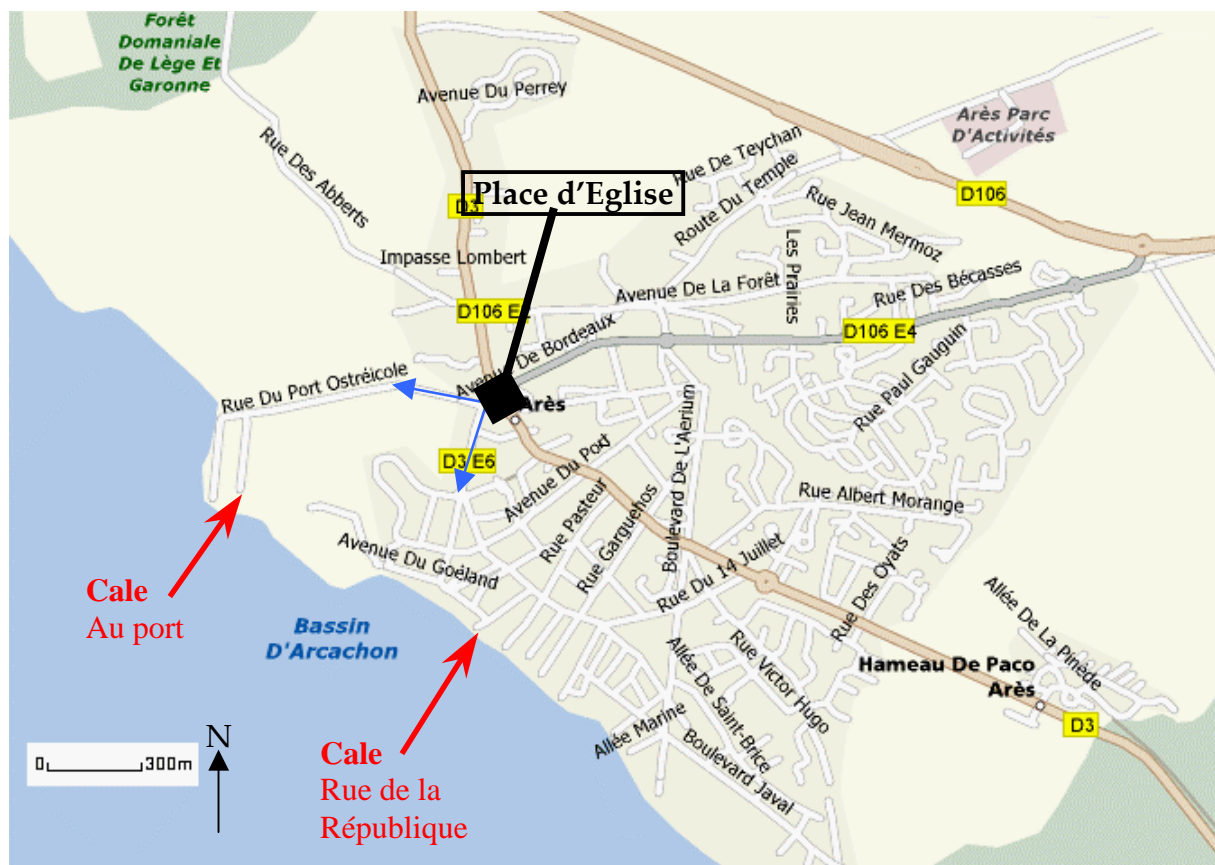 Forêt
Domaniale
De Lège Et
Garonne
Avenue Du Perrey
Arès Parc
D'Activités
Rue De Teychan
Rue Des Abberts
Route Du Temple
Place d'Eglise
D3
D106
Rue Jean Mermoz
Impasse Lombert
Les Prairies
Avenue De La Forêt
Rue Des Bécasses
D106 E
D106 E4
Avenue De Bordeaux
Rue Paul Gauguin
Rue Du Port Ostréicole
Arès
Boulevard De L'Aerium
D3 E6
Avenue Du Port
Rue Pasteur
Rue Garguehos
Rue Albert Morange
Avenue Du Goéland
Rue Du 14 Juillet
Rue Des Oyats
Cale
Au port
Bassin
D'Arcachon
Allée De La Pinède
Rue Victor Hugo
Hameau De Paco
Arès
Allée De Saint-Brice
D3
Allée Marine
Boulevard Javal
N
0 300m
Cale
Rue de la
République